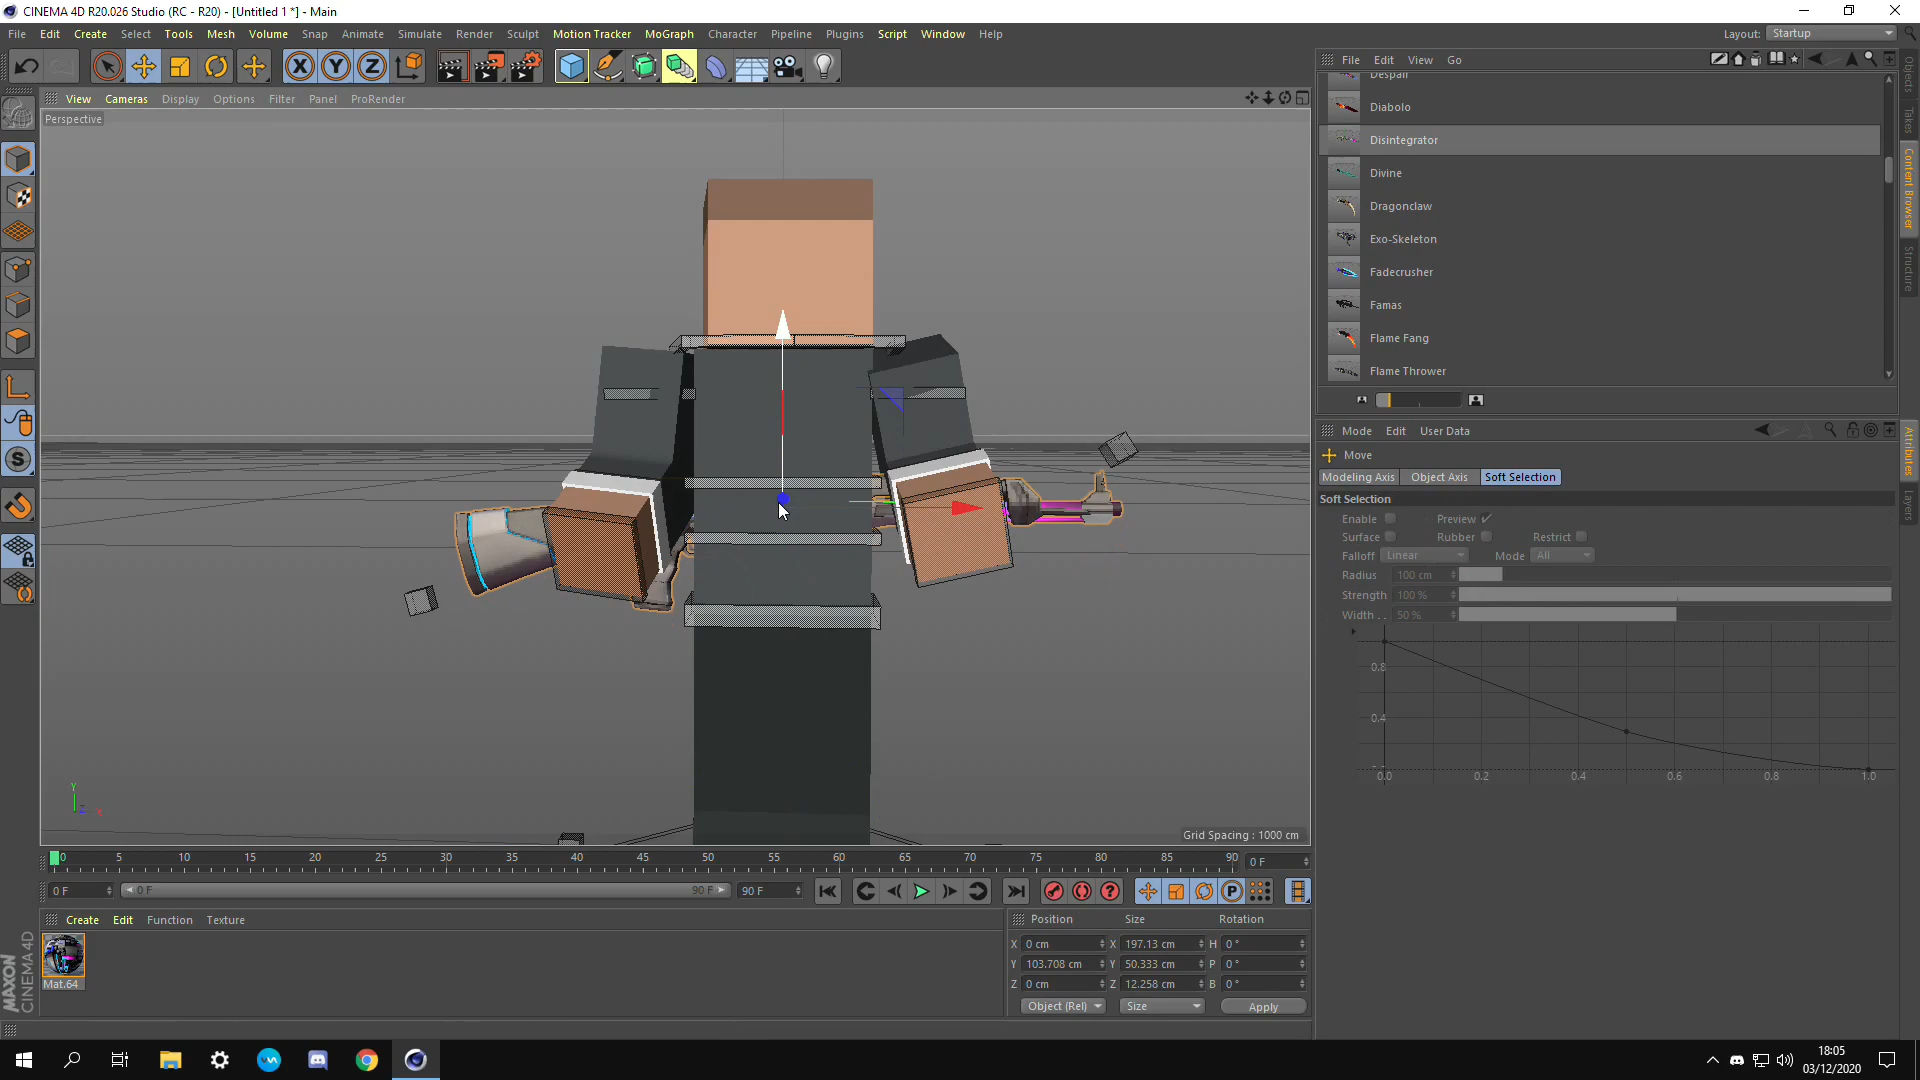 CINEMA 4D R20.026 Studio (RC - R20) - [Untitled 1 *] - Main
File Edit Create Select Tools Mesh Volume Snap Animate Simulate Render Sculpt Motion Tracker MoGraph Character Pipeline Plugins Script Window Help
Layout: Startup
X Y Z
View Cameras Display Options Filter Panel ProRender
Perspective
File Edit View Go
Despair
Diabolo
Disintegrator
Divine
Dragonclaw
Exo-Skeleton
Fadecrusher
Famas
Flame Fang
Flame Thrower
Objects
Takes
Content Browser
Structure
Mode Edit User Data
Move
Modeling Axis Object Axis Soft Selection
Soft Selection
Enable Preview
Surface Rubber Restrict
Falloff Linear Mode All
Radius 100 cm
Strength 100 %
Width . . 50 %
0.8
0.4
0.0 0.2 0.4 0.6 0.8 1.0
Attributes
Layers
Y
X
Grid Spacing : 1000 cm
0 5 10 15 20 25 30 35 40 45 50 55 60 65 70 75 80 85 90
0 F
0 F 0 F 90 F 90 F
P
Create Edit Function Texture
Mat.64
MAXON CINEMA 4D
Position Size Rotation
X 0 cm X 197.13 cm H 0 °
Y 103.708 cm Y 50.333 cm P 0 °
Z 0 cm Z 12.258 cm B 0 °
Object (Rel) Size Apply
18:05
03/12/2020